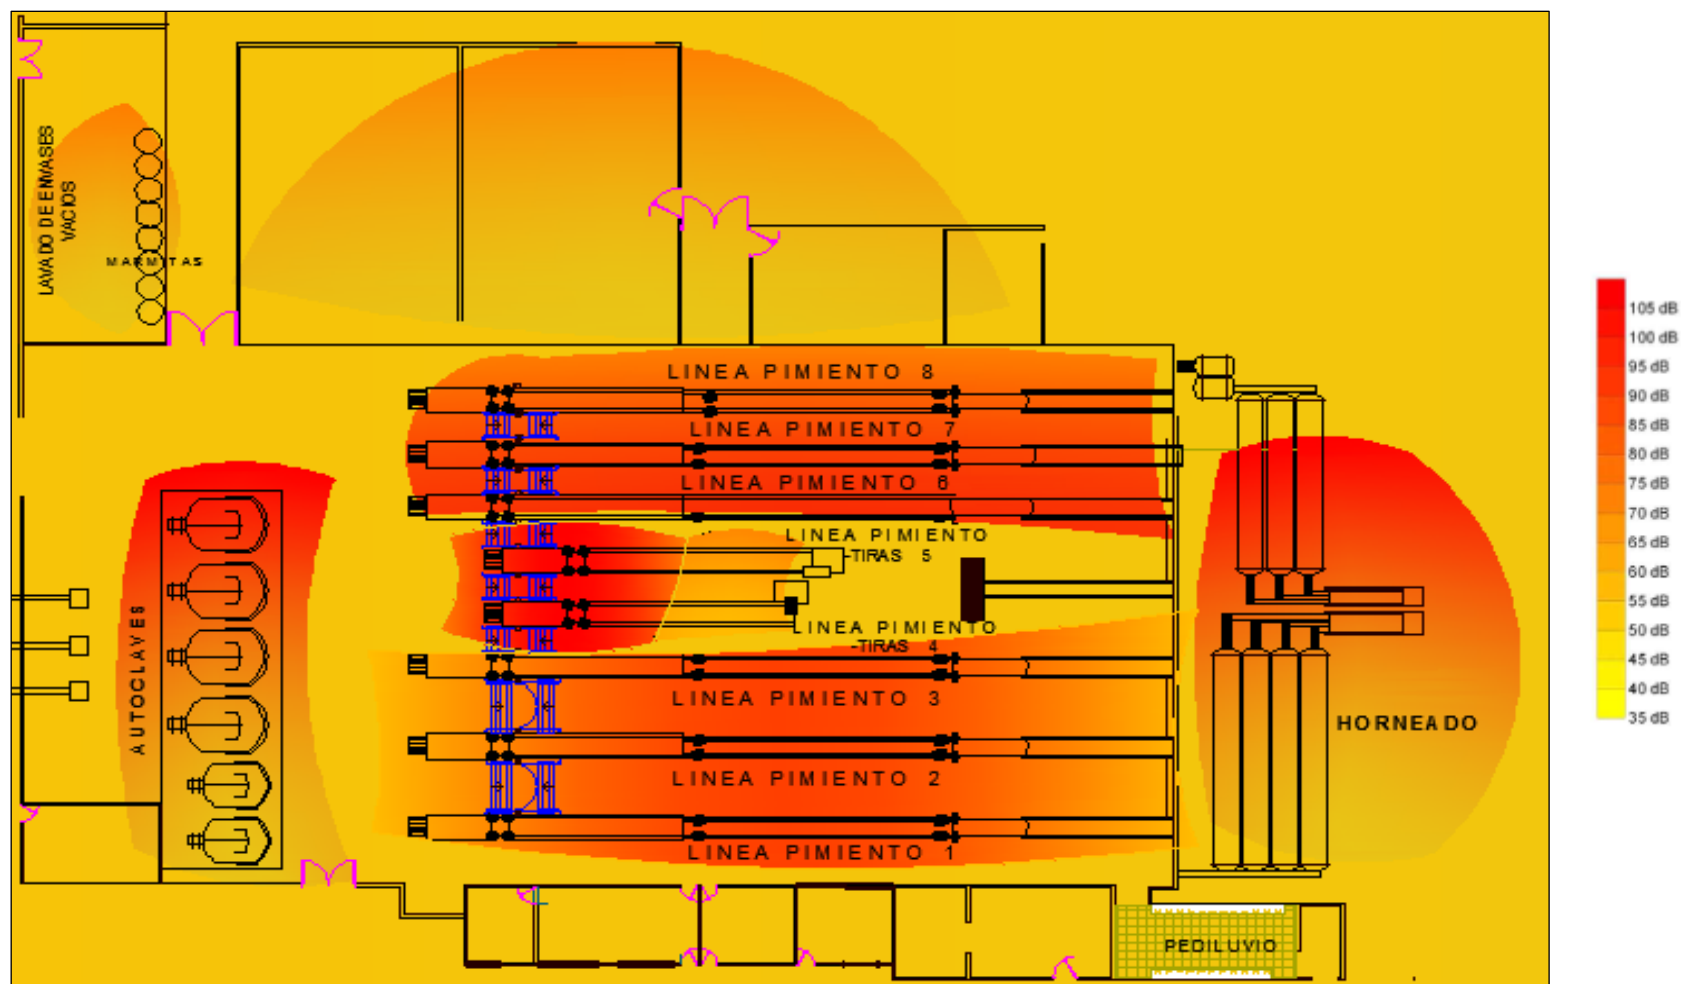 LAVADO DE ENVASES
VACIOS
MARMITAS
LINEA PIMIENTO 8
LINEA PIMIENTO 7
LINEA PIMIENTO 6
LINEA PIMIENTO
-TIRAS 5
LINEA PIMIENTO
-TIRAS 4
LINEA PIMIENTO 3
LINEA PIMIENTO 2
LINEA PIMIENTO 1
AUTOCLAVES
HORNEADO
PEDILUVIO
105 dB
100 dB
95 dB
90 dB
85 dB
80 dB
75 dB
70 dB
65 dB
60 dB
55 dB
50 dB
45 dB
40 dB
35 dB